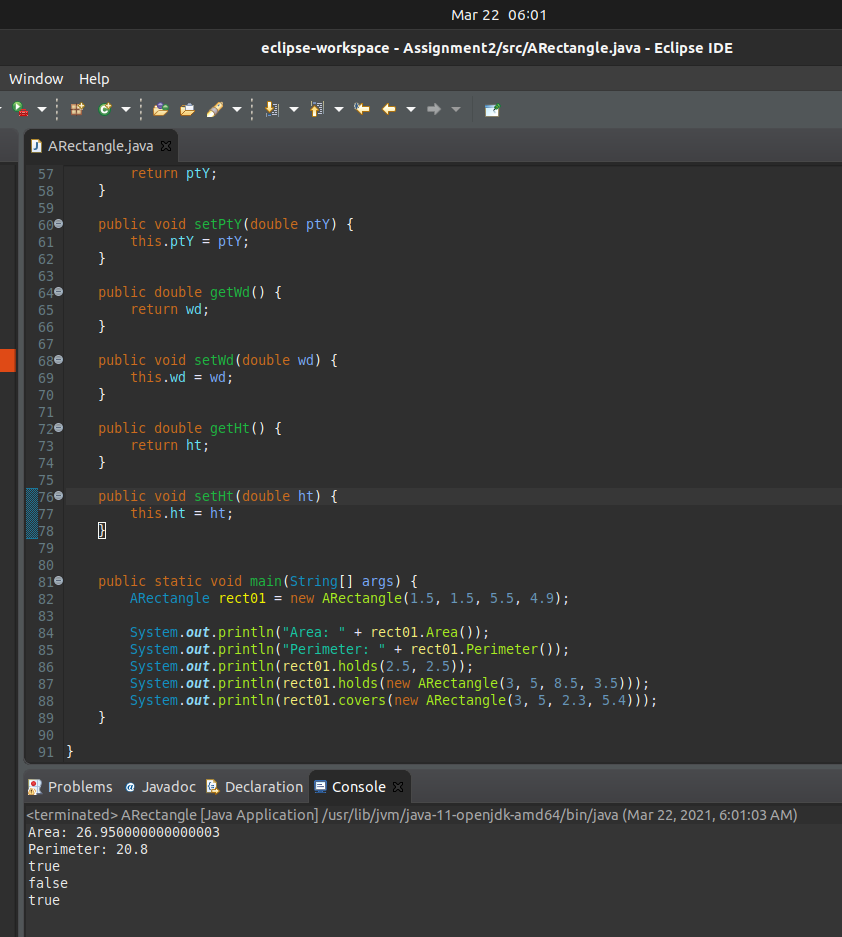 Mar 22 06:01
eclipse-workspace - Assignment2/src/ARectangle.java - Eclipse IDE
Window Help
ARectangle.java
57 return ptY;
58 }
59
60 public void setPtY(double ptY) {
61 this.ptY = ptY;
62 }
63
64 public double getWd() {
65 return wd;
66 }
67
68 public void setWd(double wd) {
69 this.wd = wd;
70 }
71
72 public double getHt() {
73 return ht;
74 }
75
76 public void setHt(double ht) {
77 this.ht = ht;
78 }
79
80
81 public static void main(String[] args) {
82 ARectangle rect01 = new ARectangle(1.5, 1.5, 5.5, 4.9);
83
84 System.out.println("Area: " + rect01.Area());
85 System.out.println("Perimeter: " + rect01.Perimeter());
86 System.out.println(rect01.holds(2.5, 2.5));
87 System.out.println(rect01.holds(new ARectangle(3, 5, 8.5, 3.5)));
88 System.out.println(rect01.covers(new ARectangle(3, 5, 2.3, 5.4)));
89 }
90
91 }
Problems @ Javadoc Declaration Console
<terminated> ARectangle [Java Application] /usr/lib/jvm/java-11-openjdk-amd64/bin/java (Mar 22, 2021, 6:01:03 AM)
Area: 26.950000000000003
Perimeter: 20.8
true
false
true